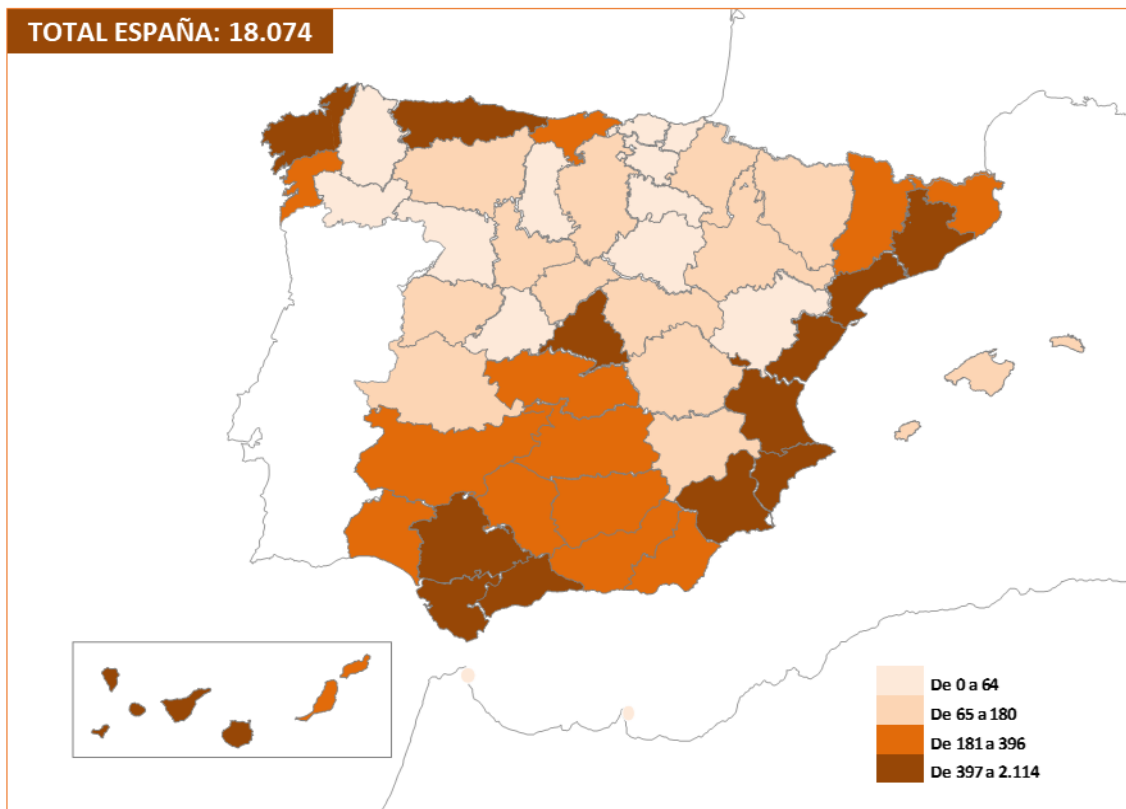 TOTAL ESPAÑA: 18.074
De 0 a 64
De 65 a 180
De 181 a 396
De 397 a 2.114